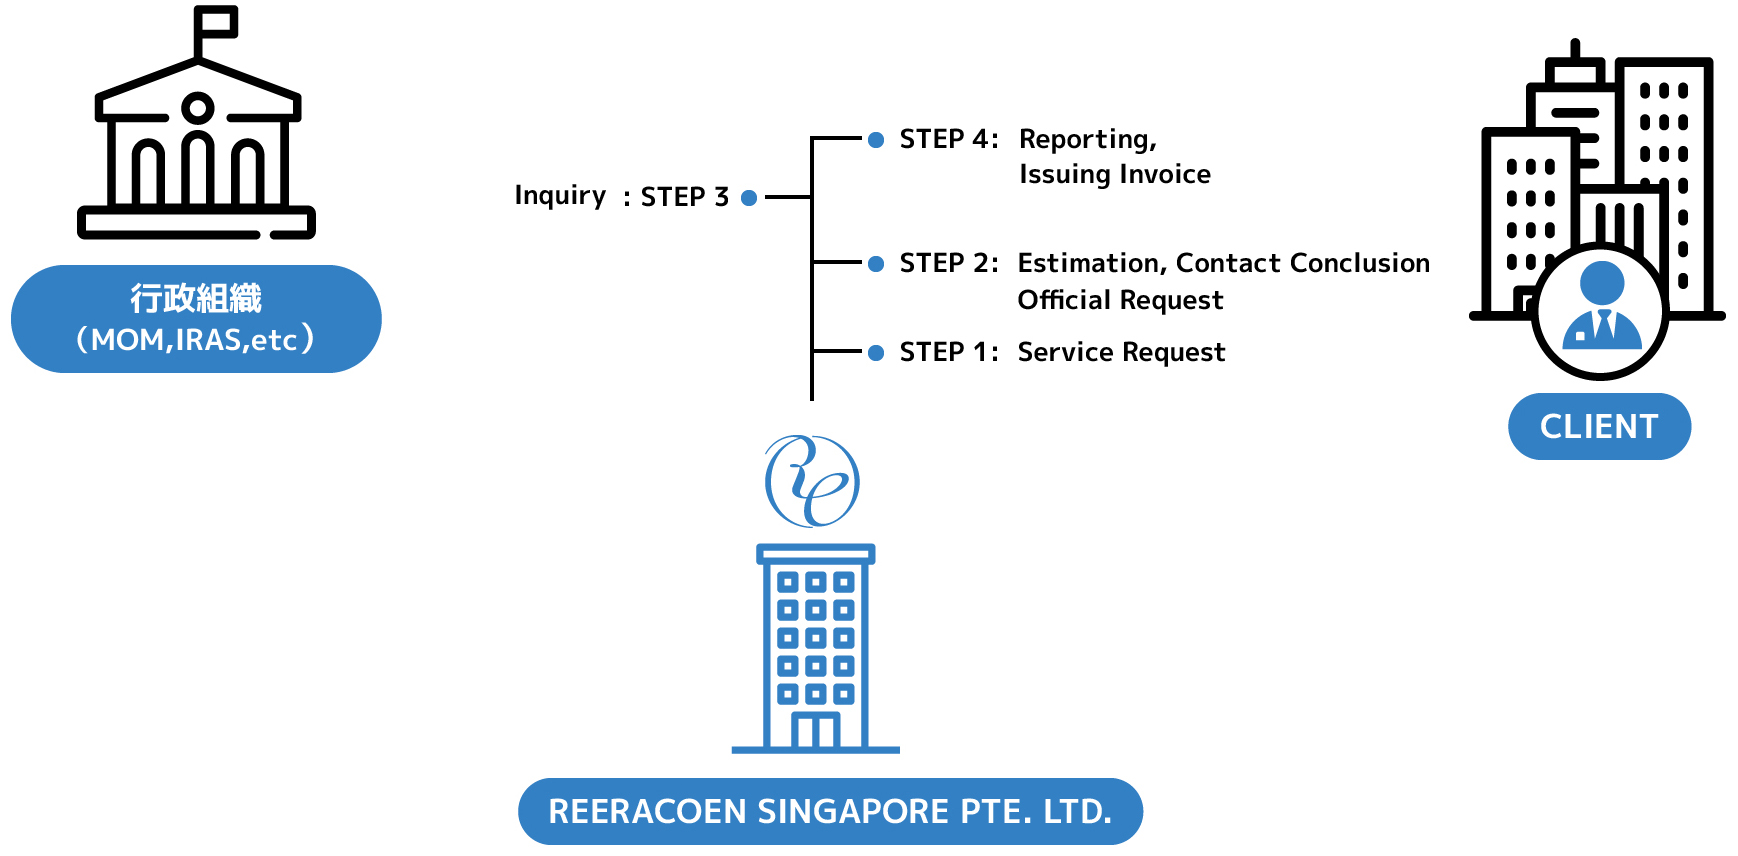 STEP 4: Reporting,
Issuing Invoice
Inquiry : STEP 3
STEP 2: Estimation, Contact Conclusion
Official Request
STEP 1: Service Request
行政組織
(MOM,IRAS,etc)
CLIENT
RE
REERACOEN SINGAPORE PTE. LTD.